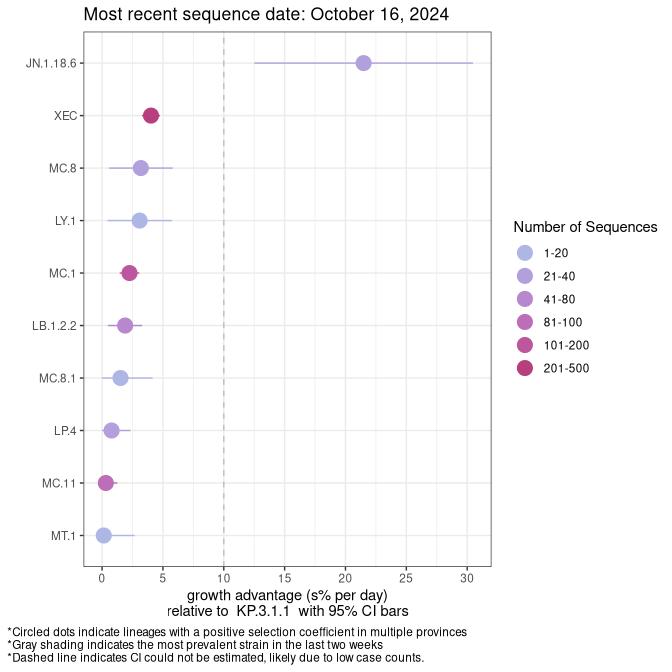 Most recent sequence date: October 16, 2024
JN.1.18.6
XEC
MC.8
LY.1
MC.1
LB.1.2.2
MC.8.1
LP.4
MC.11
MT.1
0 5 10 15 20 25 30
growth advantage (s% per day)
relative to KP.3.1.1 with 95% CI bars
Number of Sequences
1-20
21-40
41-80
81-100
101-200
201-500
*Circled dots indicate lineages with a positive selection coefficient in multiple provinces
*Gray shading indicates the most prevalent strain in the last two weeks
*Dashed line indicates CI could not be estimated, likely due to low case counts.